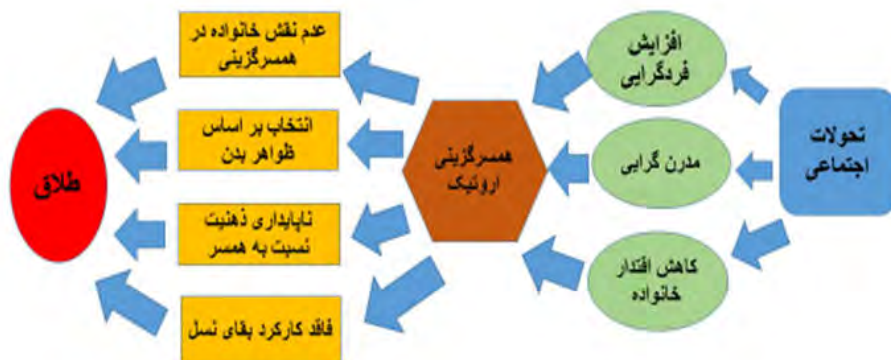 تحولات
اجتماعی
افزایش
فردگرایی
مدرن گرایی
کاهش اقتدار
خانواده
همسرگزینی
اروتیک
عدم نقش خانواده در
همسرگزینی
انتخاب بر اساس
ظواهر بدن
ناپایداری ذهنیت
نسبت به همسر
فاقد کارکرد بقای نسل
طلاق